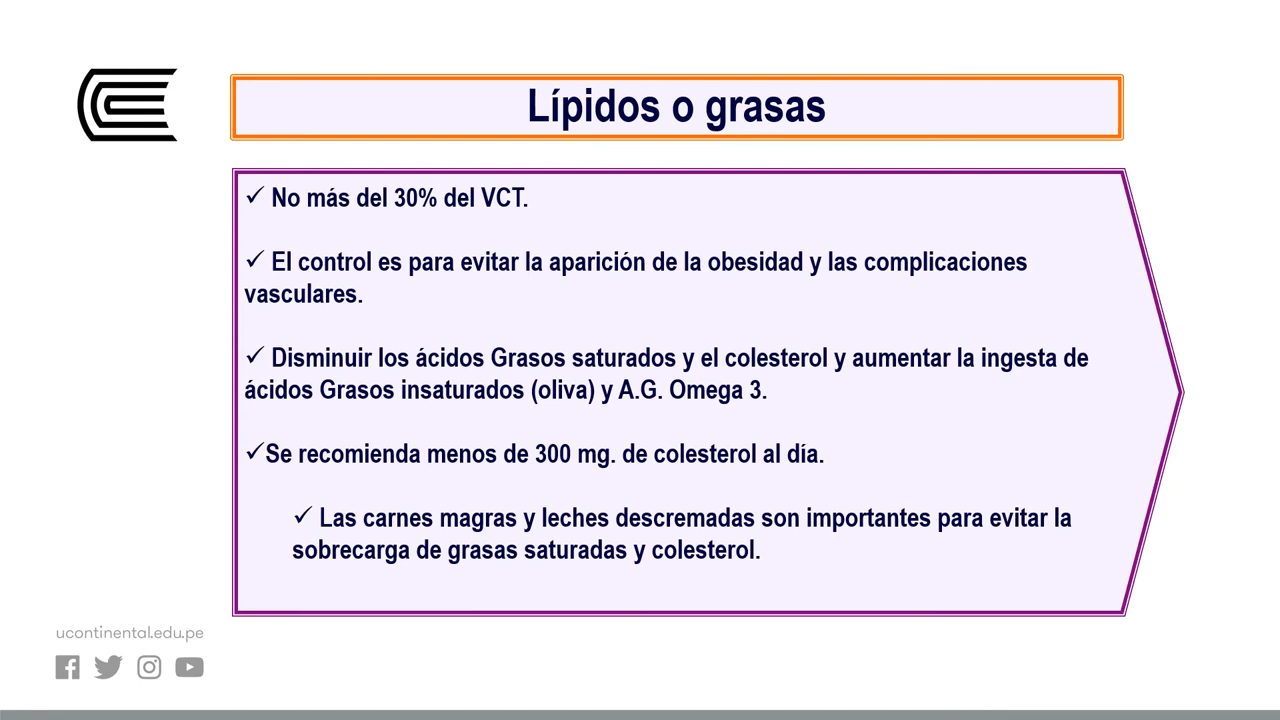 Lípidos o grasas
✓ No más del 30% del VCT.
✓ El control es para evitar la aparición de la obesidad y las complicaciones
vasculares.
✓ Disminuir los ácidos Grasos saturados y el colesterol y aumentar la ingesta de
ácidos Grasos insaturados (oliva) y A.G. Omega 3.
✓Se recomienda menos de 300 mg. de colesterol al día.
✓ Las carnes magras y leches descremadas son importantes para evitar la
sobrecarga de grasas saturadas y colesterol.
ucontinental.edu.pe